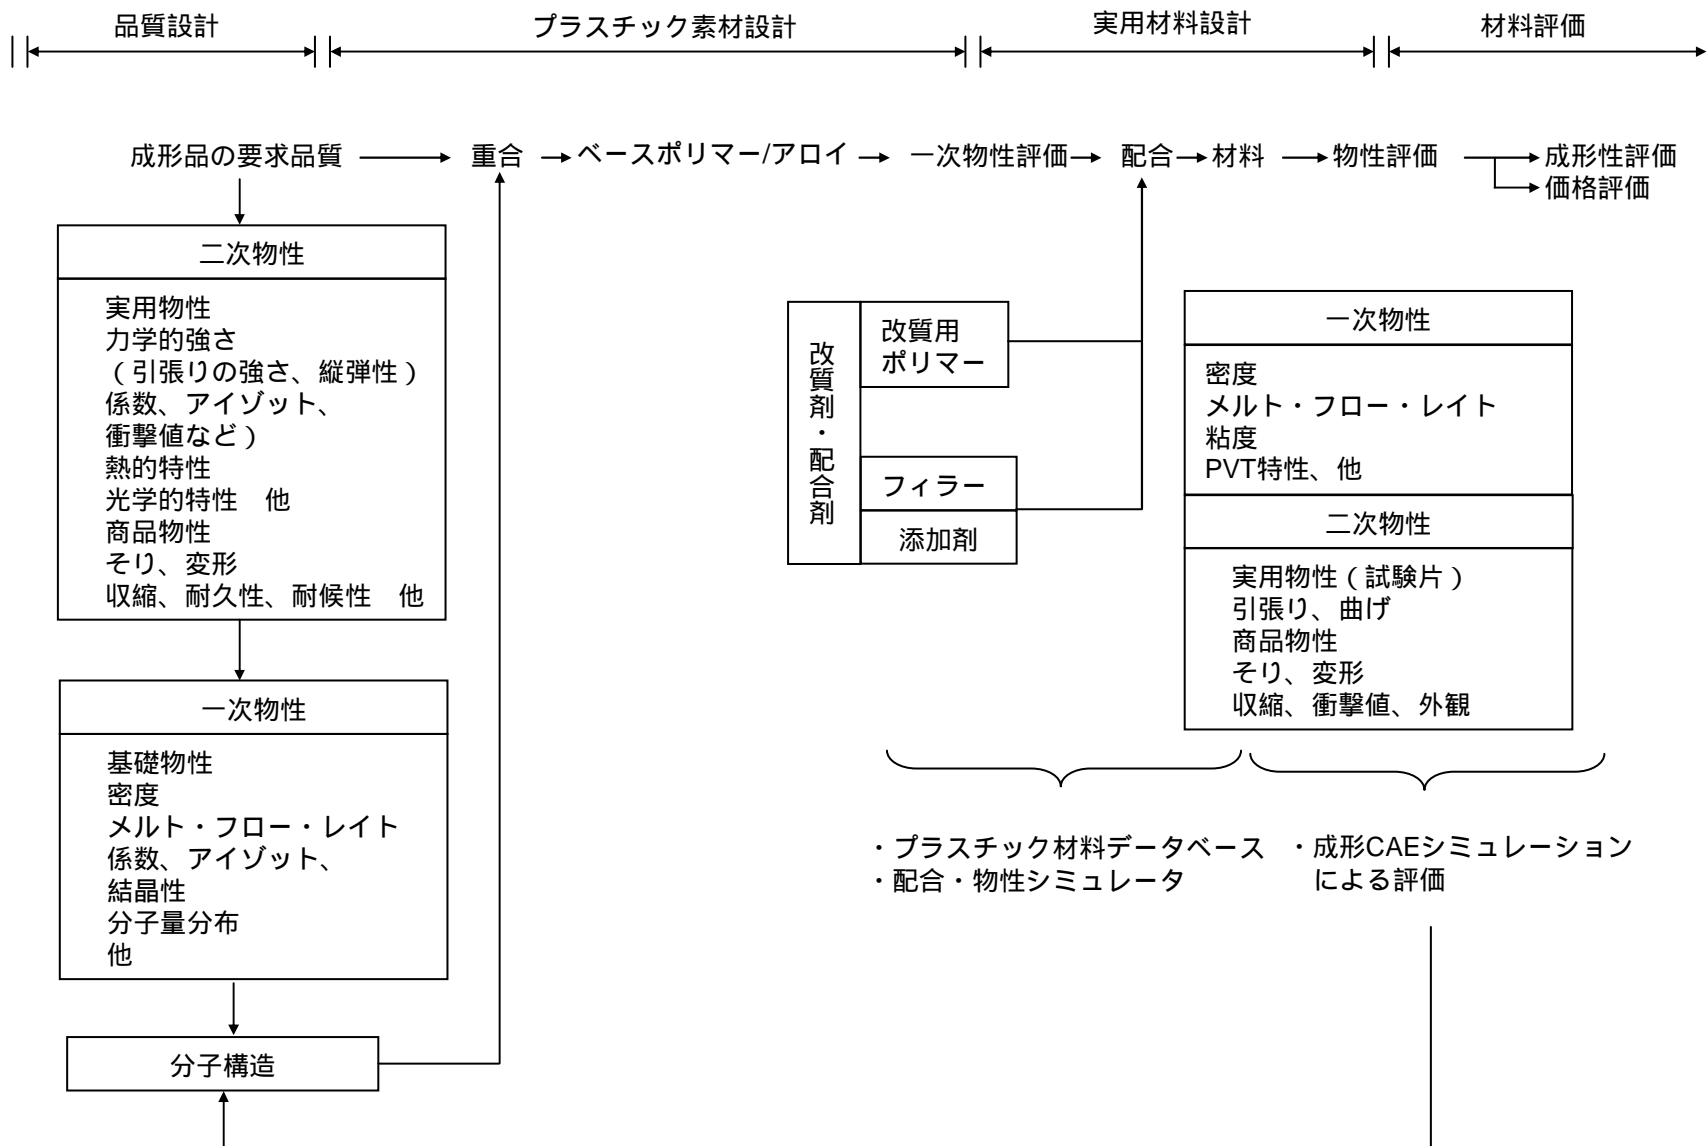 品質設計
プラスチック素材設計
実用材料設計
材料評価
成形品の要求品質
重合
ベースポリマー/アロイ
一次物性評価
配合
材料
物性評価
成形性評価
価格評価
二次物性
実用物性
力学的強さ
（引張りの強さ、縦弾性）
係数、アイゾット、
衝撃値など）
熱的特性
光学的特性　他
商品物性
そり、変形
収縮、耐久性、耐候性　他
一次物性
基礎物性
密度
メルト・フロー・レイト
係数、アイゾット、
結晶性
分子量分布
他
分子構造
改質剤・配合剤
改質用
ポリマー
フィラー
添加剤
一次物性
密度
メルト・フロー・レイト
粘度
PVT特性、他
二次物性
実用物性（試験片）
引張り、曲げ
商品物性
そり、変形
収縮、衝撃値、外観
・プラスチック材料データベース
・配合・物性シミュレータ
・成形CAEシミュレーション
による評価